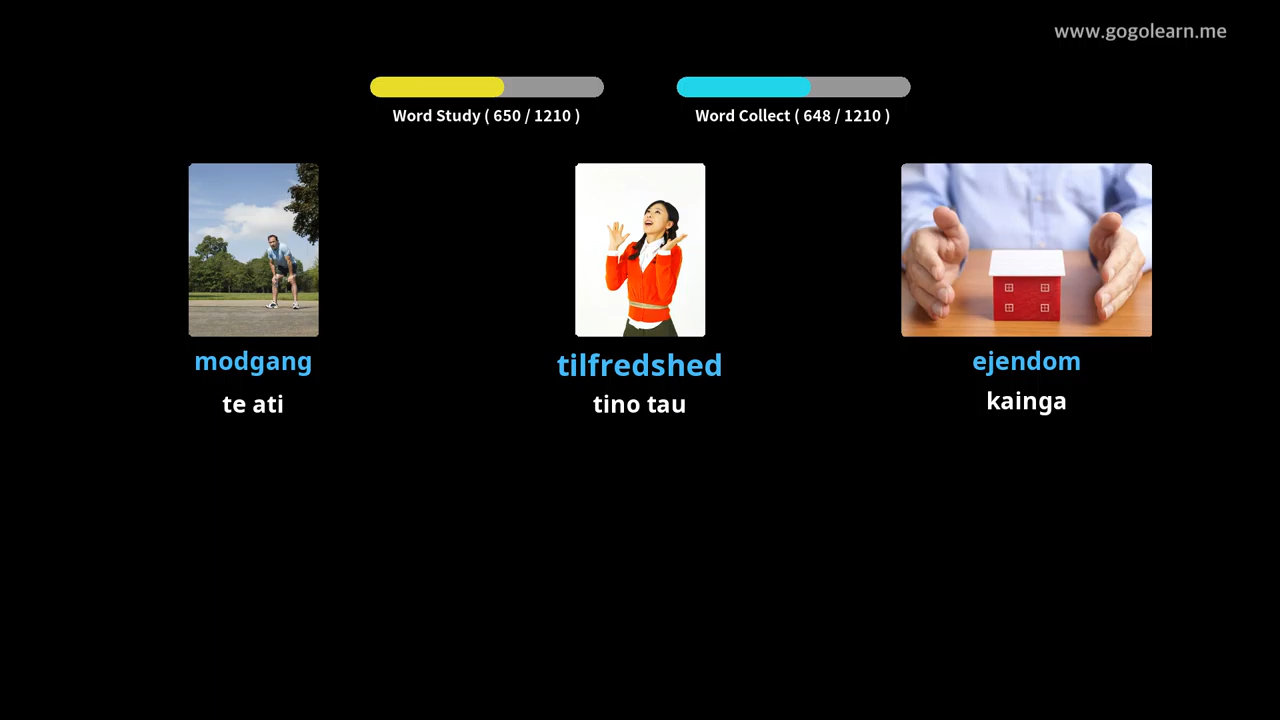 www.gogolearn.me
Word Study ( 650 / 1210 )
Word Collect ( 648 / 1210 )
modgang
te ati
tilfredshed
tino tau
ejendom
kainga